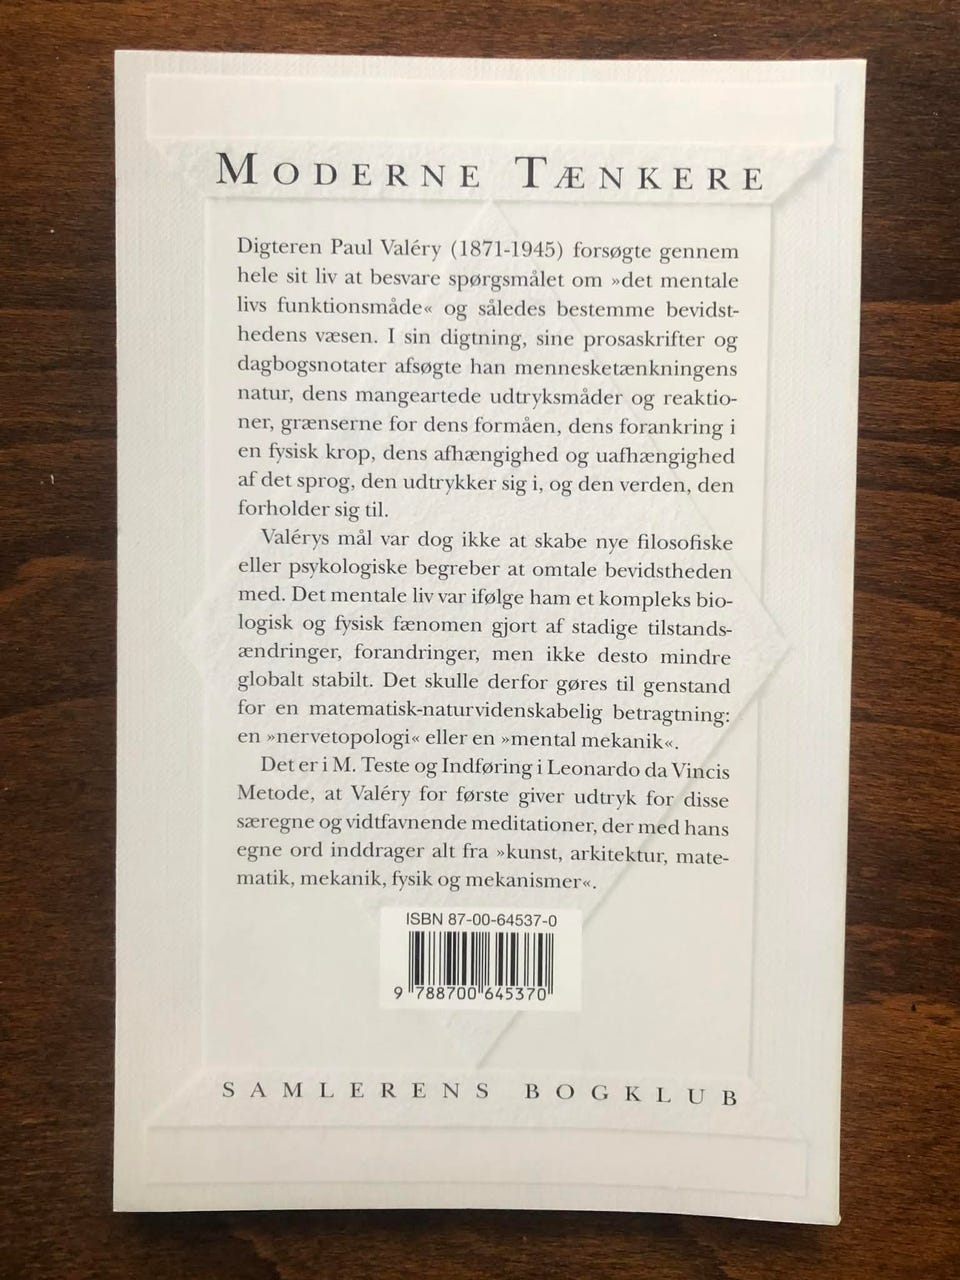 MODERNE TÆNKERE
Digteren Paul Valéry (1871-1945) forsøgte gennem
hele sit liv at besvare spørgsmålet om »det mentale
livs funktionsmåde« og således bestemme bevidst-
hedens væsen. I sin digtning, sine prosaskrifter og
dagbogsnotater afsøgte han mennesketænkningens
natur, dens mangeartede udtryksmåder og reaktio-
ner, grænserne for dens formåen, dens forankring i
en fysisk krop, dens afhængighed og uafhængighed
af det sprog, den udtrykker sig i, og den verden, den
forholder sig til.
Valérys mål var dog ikke at skabe nye filosofiske
eller psykologiske begreber at omtale bevidstheden
med. Det mentale liv var ifølge ham et kompleks bio-
logisk og fysisk fænomen gjort af stadige tilstands-
ændringer, forandringer, men ikke desto mindre
globalt stabilt. Det skulle derfor gøres til genstand
for en matematisk-naturvidenskabelig betragtning:
en »nervetopologi« eller en »mental mekanik«.
Det er i M. Teste og Indføring i Leonardo da Vincis
Metode, at Valéry for første giver udtryk for disse
særegne og vidtfavnende meditationer, der med hans
egne ord inddrager alt fra »kunst, arkitektur, mate-
matik, mekanik, fysik og mekanismer«.
ISBN 87-00-64537-0
9 788700 645370
SAMLERENS BOGKLUB